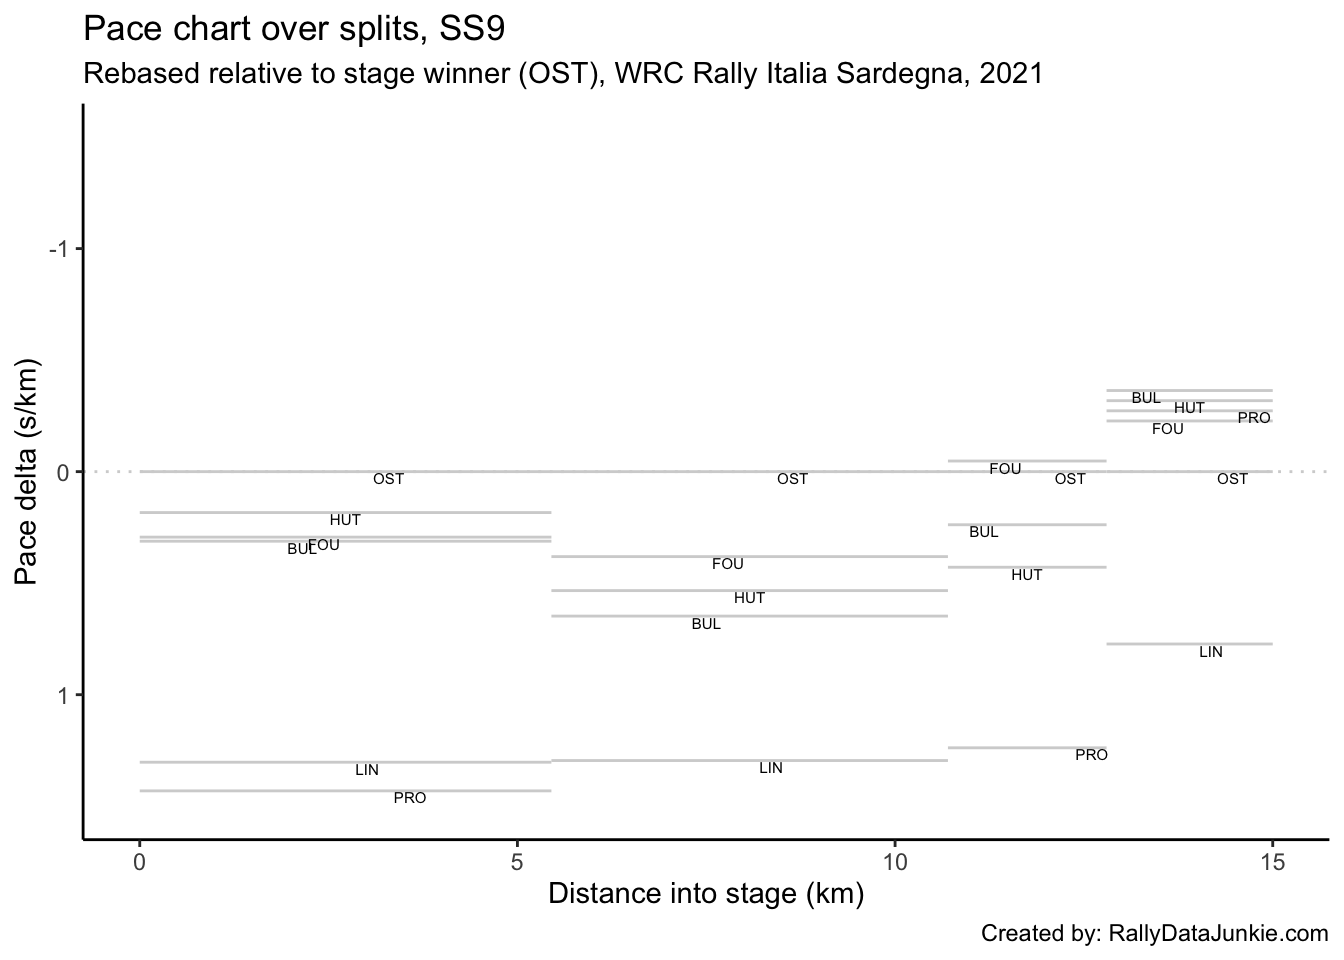 Pace chart over splits, SS9
Rebased relative to stage winner (OST), WRC Rally Italia Sardegna, 2021
Pace delta (s/km)
-1
0
1
BUL
HUT
PRO
FOU
FOU
OST
OST
OST
OST
HUT
BUL
FOU
BUL
FOU
HUT
HUT
BUL
LIN
PRO
LIN
LIN
PRO
0
5
10
15
Distance into stage (km)
Created by: RallyDataJunkie.com